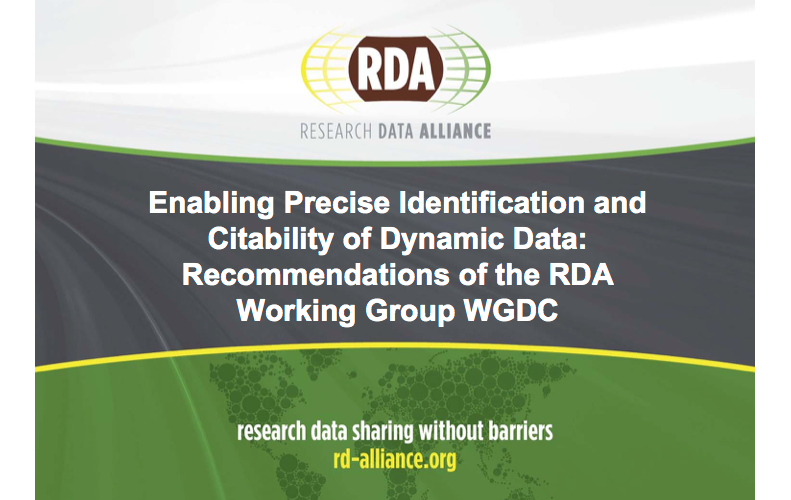 RDA
RESEARCH DATA ALLIANCE
Enabling Precise Identification and
Citability of Dynamic Data:
Recommendations of the RDA
Working Group WGDC
research data sharing without barriers
rd-alliance.org